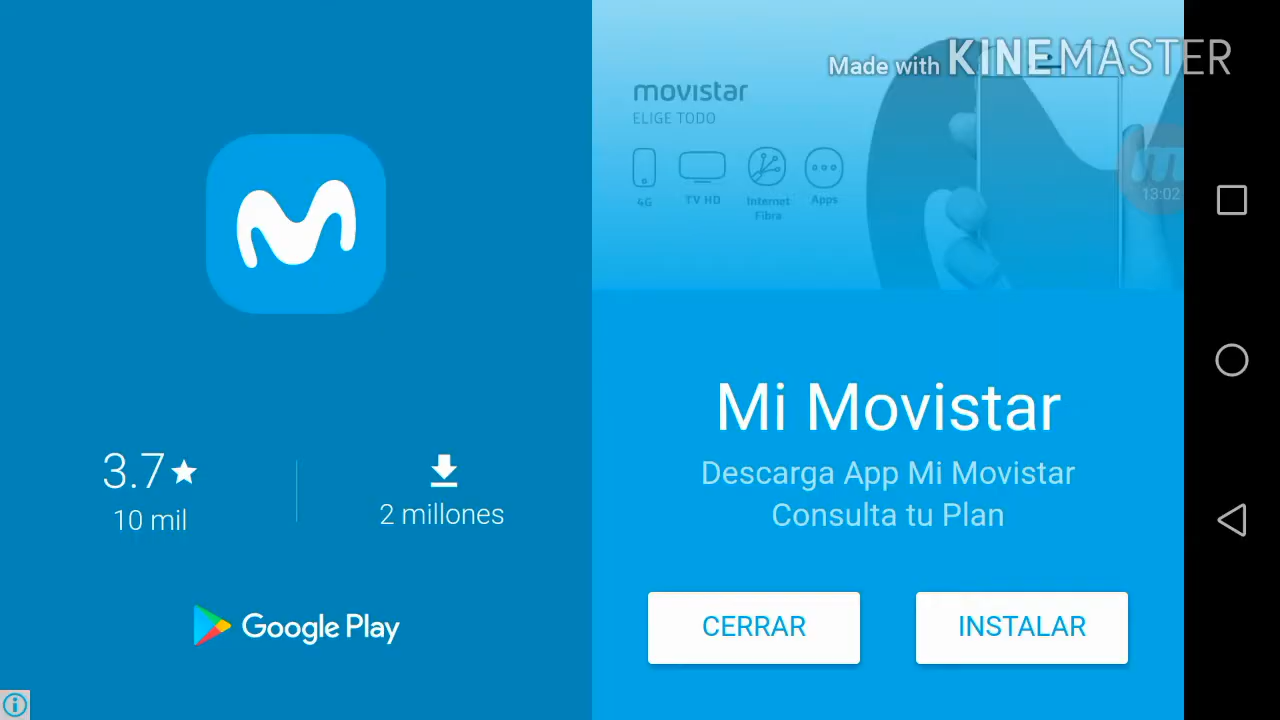 Made with KINEMASTER
movistar
ELIGE TODO
4G
TV HD
Internet Fibra
Apps
13:02
3.7
10 mil
2 millones
Google Play
Mi Movistar
Descarga App Mi Movistar
Consulta tu Plan
CERRAR
INSTALAR